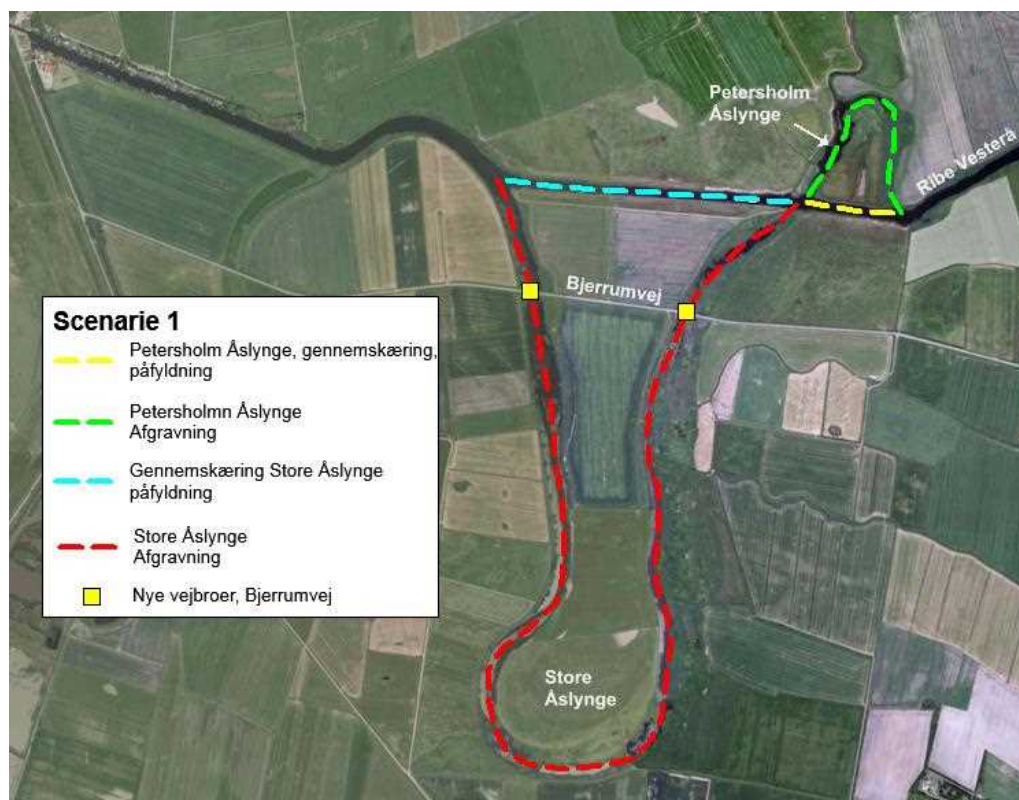 Petersholm
Åslynge
Ribe Vesterå
Bjerrumvej
Scenarie 1
Petersholm Åslynge, gennemskæring,
påfyldning
Petersholmn Åslynge
Afgravning
Gennemskæring Store Åslynge
påfyldning
Store Åslynge
Afgravning
Nye vejbroer, Bjerrumvej
Store
Åslynge